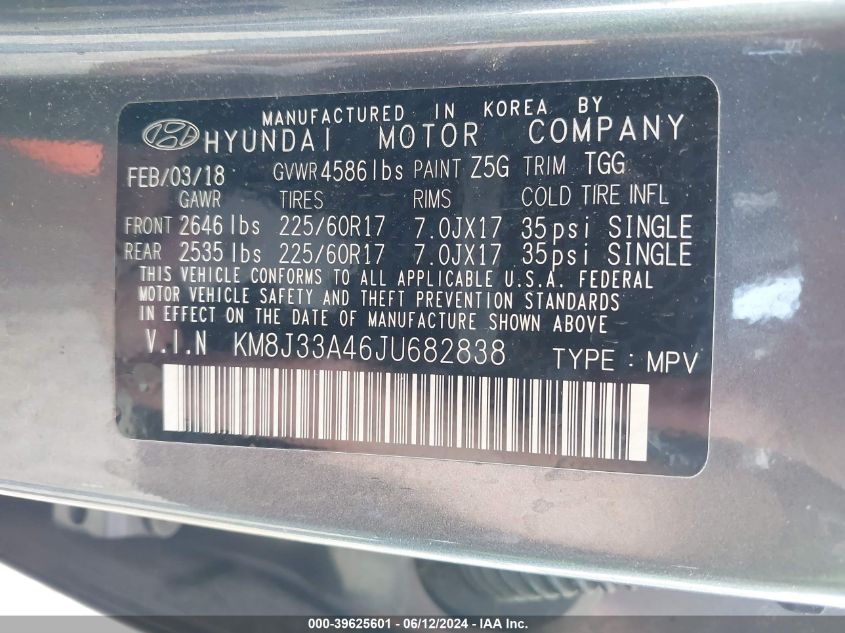 MANUFACTURED IN KOREA BY
HYUNDAI MOTOR COMPANY
FEB/03/18 GVWR 4586 lbs PAINT Z5G TRIM TGG
GAWR TIRES RIMS COLD TIRE INFL
FRONT 2646 lbs 225/60R17 7.0JX17 35psi SINGLE
REAR 2535 lbs 225/60R17 7.0JX17 35psi SINGLE
THIS VEHICLE CONFORMS TO ALL APPLICABLE U.S.A. FEDERAL
MOTOR VEHICLE SAFETY AND THEFT PREVENTION STANDARDS
IN EFFECT ON THE DATE OF MANUFACTURE SHOWN ABOVE
V.I.N KM8J33A46JU682838 TYPE : MPV
000-39625601 - 06/12/2024 - IAAI.com